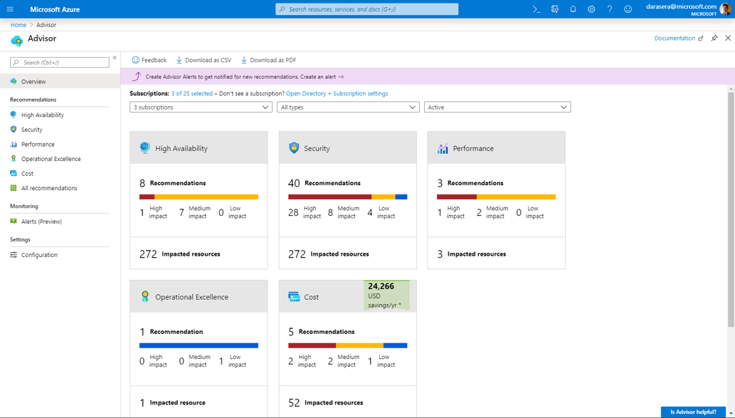 Microsoft Azure
Search resources, services, and docs (G+/)
darasera@microsoft.com
MICROSOFT
Home > Advisor
Advisor
Documentation
Search (Ctrl+/)
Feedback
Download as CSV
Download as PDF
Create Advisor Alerts to get notified for new recommendations. Create an alert →
Overview
Recommendations
High Availability
Security
Performance
Operational Excellence
Cost
All recommendations
Monitoring
Alerts (Preview)
Settings
Configuration
Subscriptions: 3 of 25 selected – Don't see a subscription? Open Directory + Subscription settings
3 subscriptions
All types
Active
High Availability
8 Recommendations
1 High impact 7 Medium impact 0 Low impact
272 Impacted resources
Security
40 Recommendations
28 High impact 8 Medium impact 4 Low impact
272 Impacted resources
Performance
3 Recommendations
1 High impact 2 Medium impact 0 Low impact
3 Impacted resources
Operational Excellence
1 Recommendation
0 High impact 0 Medium impact 1 Low impact
1 Impacted resource
Cost
24,266
USD
savings/yr *
5 Recommendations
2 High impact 2 Medium impact 1 Low impact
52 Impacted resources
Is Advisor helpful?